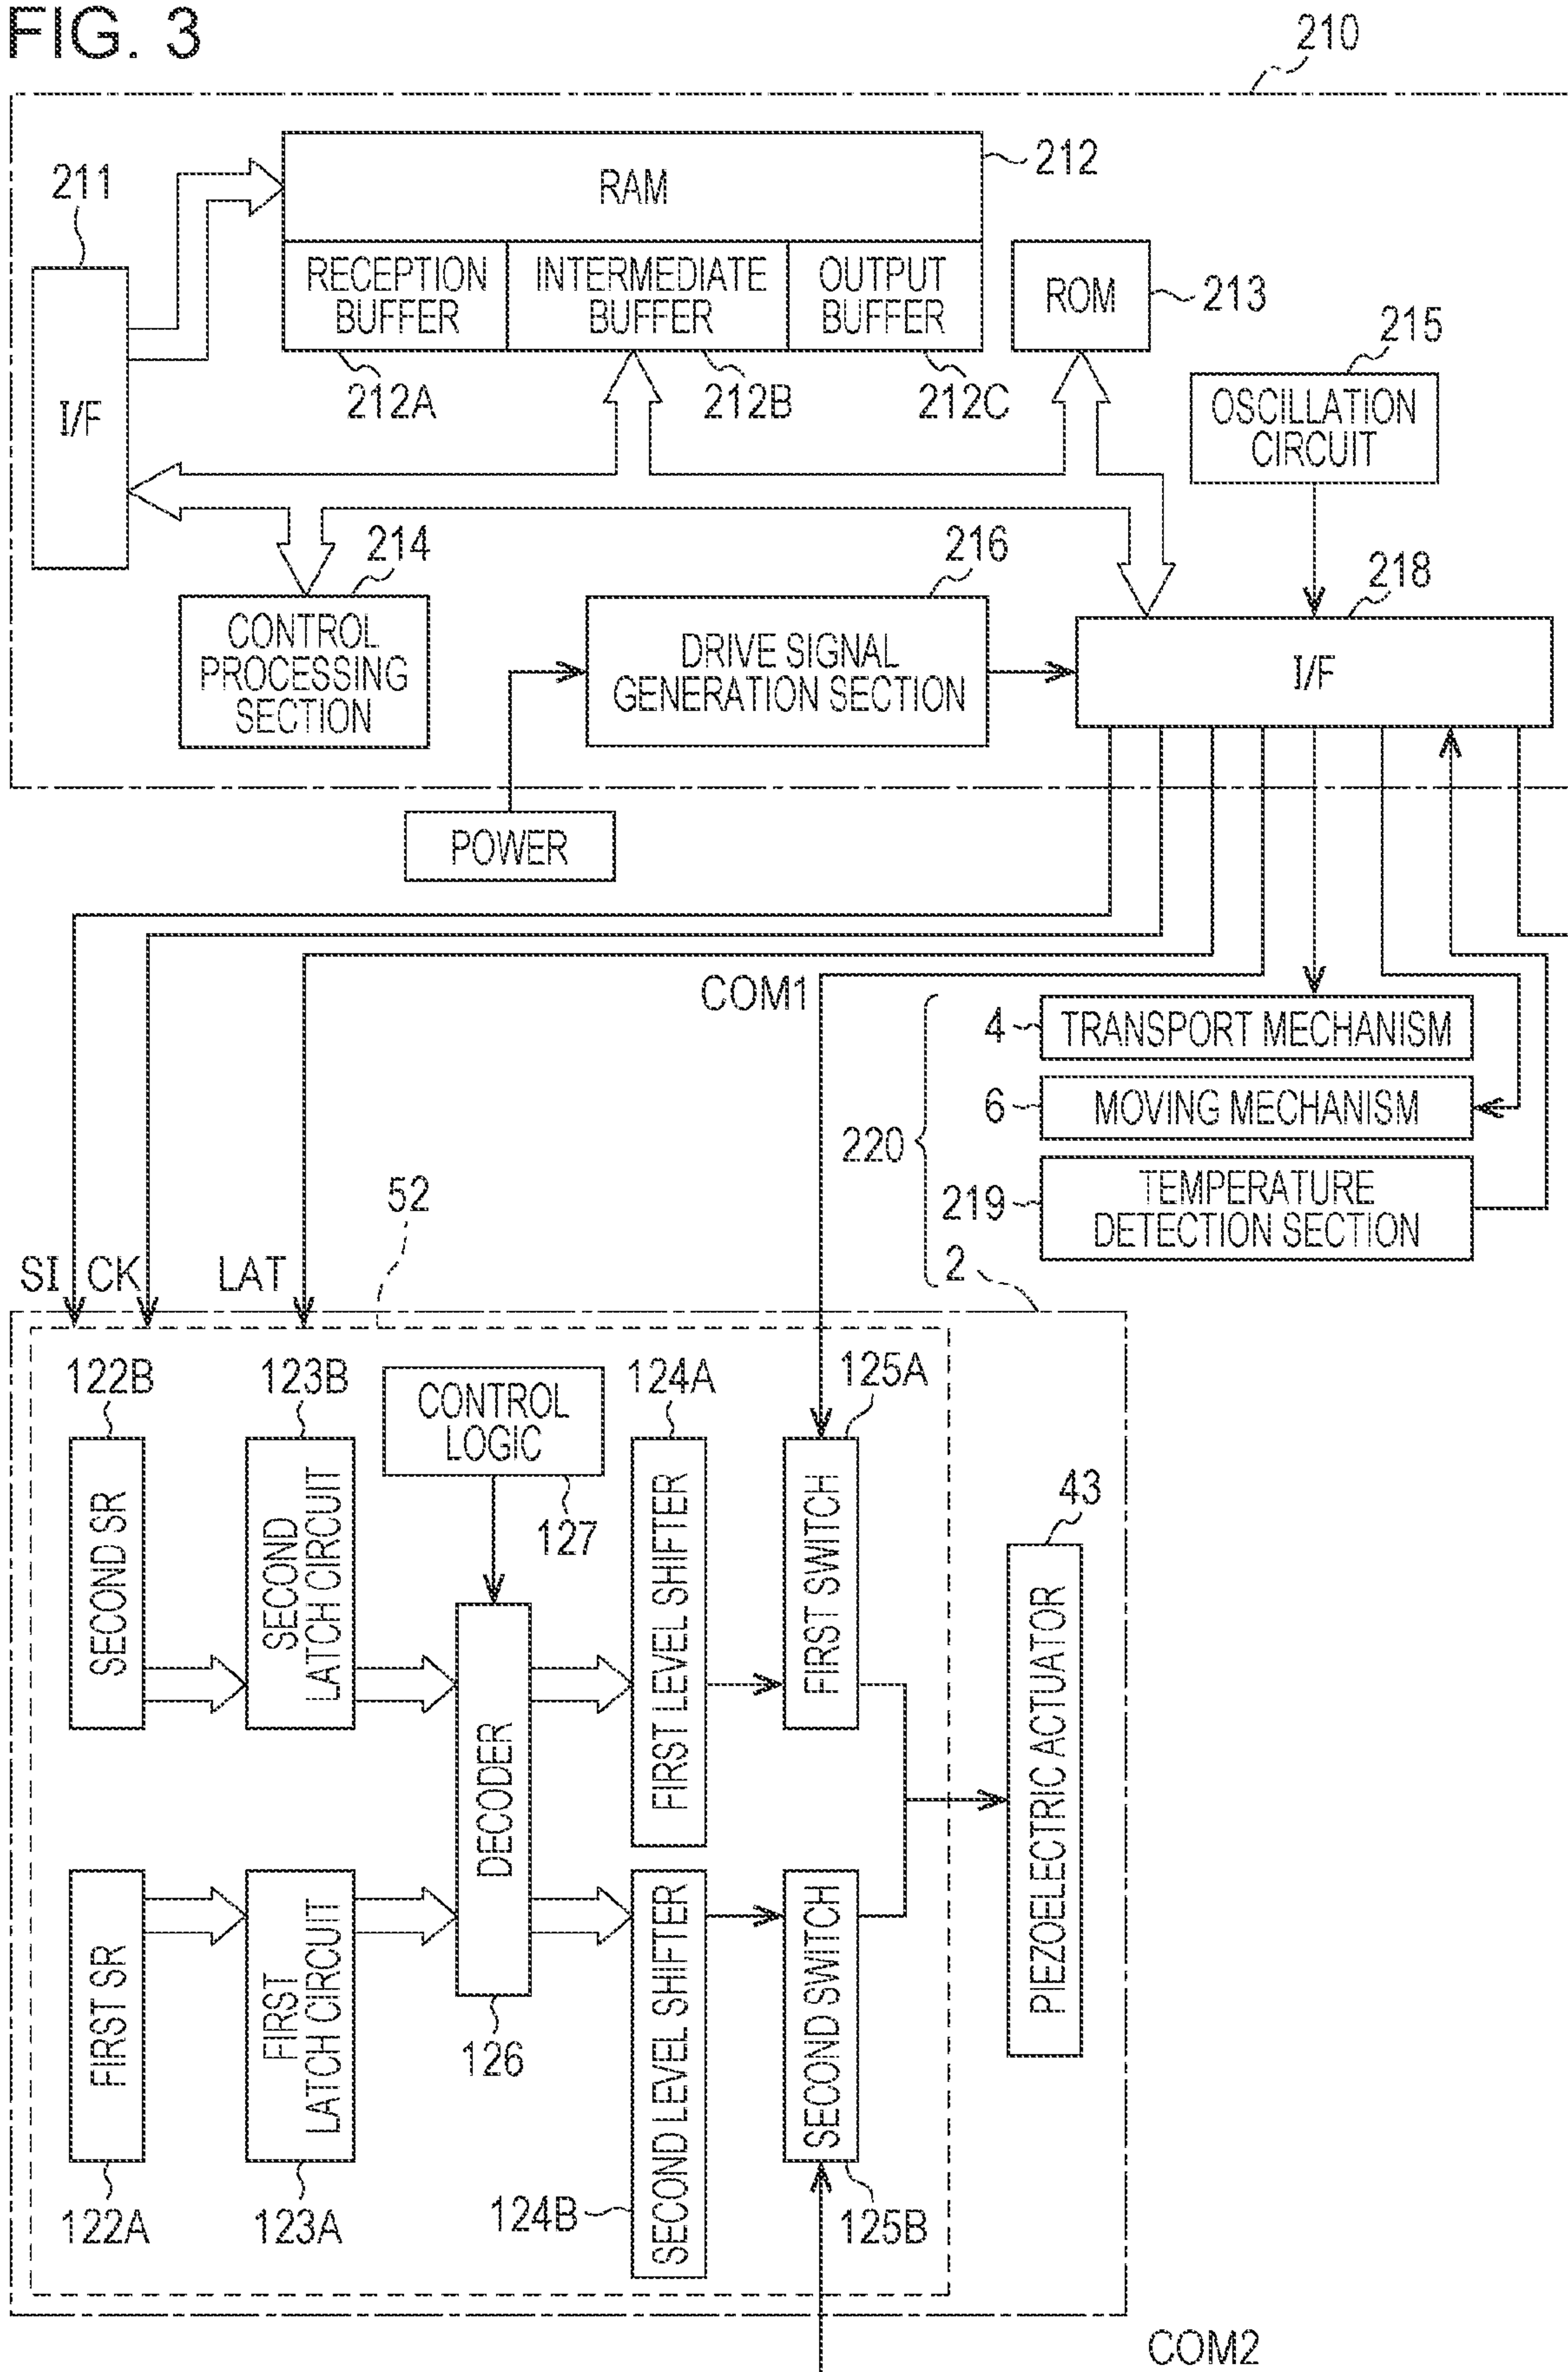 FIG. 3
210
211
RAM
212
RECEPTION
BUFFER
INTERMEDIATE
BUFFER
OUTPUT
BUFFER
ROM
213
212A
212B
212C
215
I/F
OSCILLATION
CIRCUIT
214
216
218
CONTROL
PROCESSING
SECTION
DRIVE SIGNAL
GENERATION SECTION
I/F
POWER
COM1
4
TRANSPORT MECHANISM
6
MOVING MECHANISM
220
219
TEMPERATURE
DETECTION SECTION
2
52
SI
CK
LAT
122B
123B
CONTROL
LOGIC
124A
125A
127
43
SECOND SR
SECOND
LATCH CIRCUIT
FIRST LEVEL SHIFTER
FIRST SWITCH
DECODER
PIEZOELECTRIC ACTUATOR
FIRST SR
FIRST
LATCH CIRCUIT
126
SECOND LEVEL SHIFTER
SECOND SWITCH
122A
123A
124B
125B
COM2